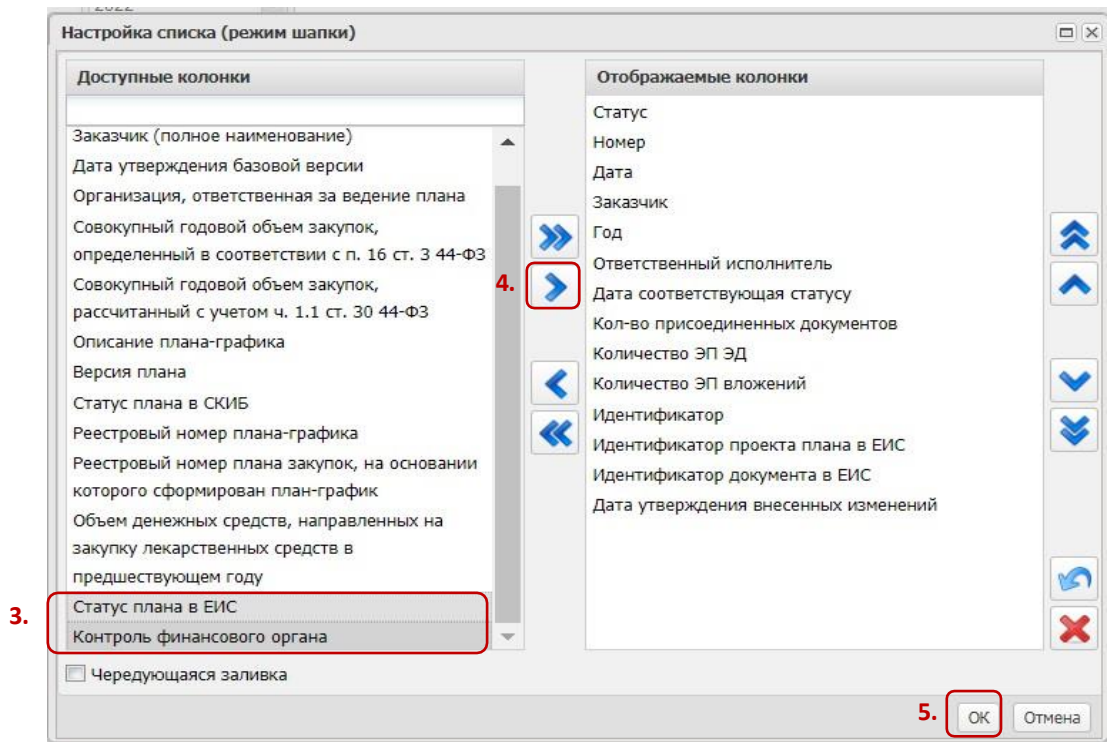 2022
Настройка списка (режим шапки)
Доступные колонки
Заказчик (полное наименование)
Дата утверждения базовой версии
Организация, ответственная за ведение плана
Совокупный годовой объем закупок,
определенный в соответствии с п. 16 ст. 3 44-ФЗ
Совокупный годовой объем закупок,
рассчитанный с учетом ч. 1.1 ст. 30 44-ФЗ
Описание плана-графика
Версия плана
Статус плана в СКИБ
Реестровый номер плана-графика
Реестровый номер плана закупок, на основании
которого сформирован план-график
Объем денежных средств, направленных на
закупку лекарственных средств в
предшествующем году
3.
Статус плана в ЕИС
Контроль финансового органа
Чередующаяся заливка
4.
Отображаемые колонки
Статус
Номер
Дата
Заказчик
Год
Ответственный исполнитель
Дата соответствующая статусу
Кол-во присоединенных документов
Количество ЭП ЭД
Количество ЭП вложений
Идентификатор
Идентификатор проекта плана в ЕИС
Идентификатор документа в ЕИС
Дата утверждения внесенных изменений
5.
ОК
Отмена